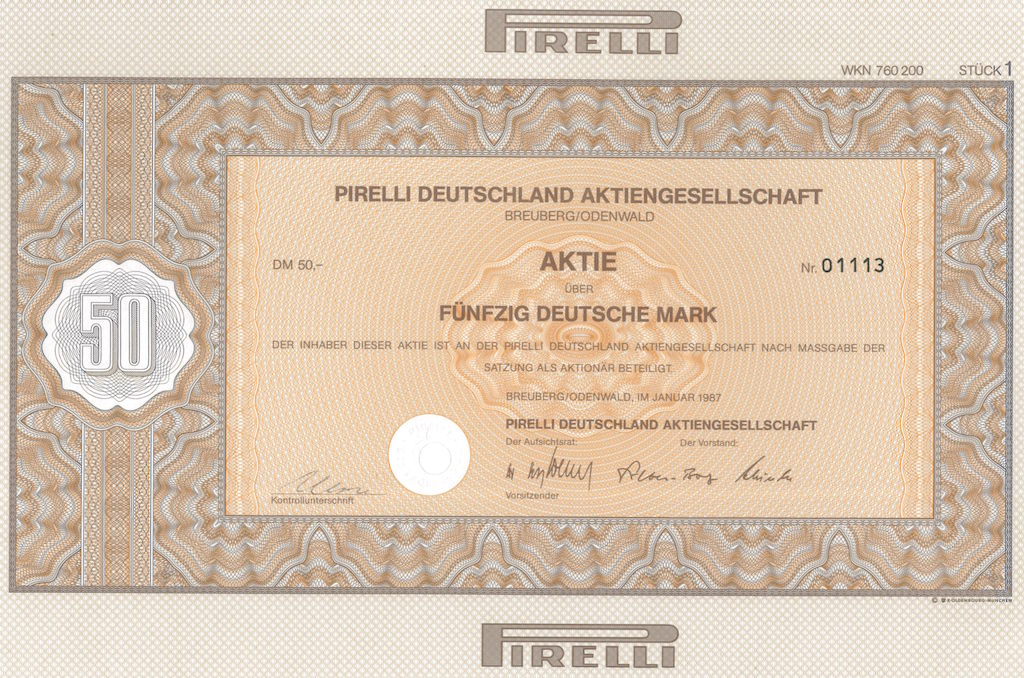 PIRELLI
WKN 760 200 STÜCK 1
PIRELLI DEUTSCHLAND AKTIENGESELLSCHAFT
BREUBERG/ODENWALD
DM 50,– AKTIE Nr. 01113
ÜBER
FÜNFZIG DEUTSCHE MARK
50
DER INHABER DIESER AKTIE IST AN DER PIRELLI DEUTSCHLAND AKTIENGESELLSCHAFT NACH MASSGABE DER
SATZUNG ALS AKTIONÄR BETEILIGT.
BREUBERG/ODENWALD, IM JANUAR 1987
PIRELLI DEUTSCHLAND AKTIENGESELLSCHAFT
Der Aufsichtsrat: Der Vorstand:
Vorsitzender
Kontrollunterschrift
© R·OLDENBOURG·MÜNCHEN
PIRELLI